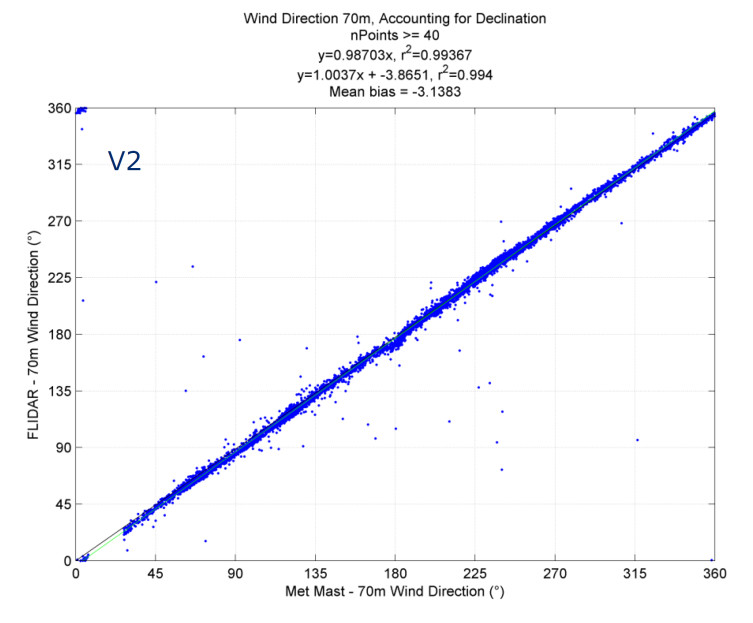 Wind Direction 70m, Accounting for Declination
nPoints >= 40
y=0.98703x, r²=0.99367
y=1.0037x + -3.8651, r²=0.994
Mean bias = -3.1383
360
315
270
225
180
135
90
45
0
V2
FLIDAR - 70m Wind Direction (°)
0 45 90 135 180 225 270 315 360
Met Mast - 70m Wind Direction (°)